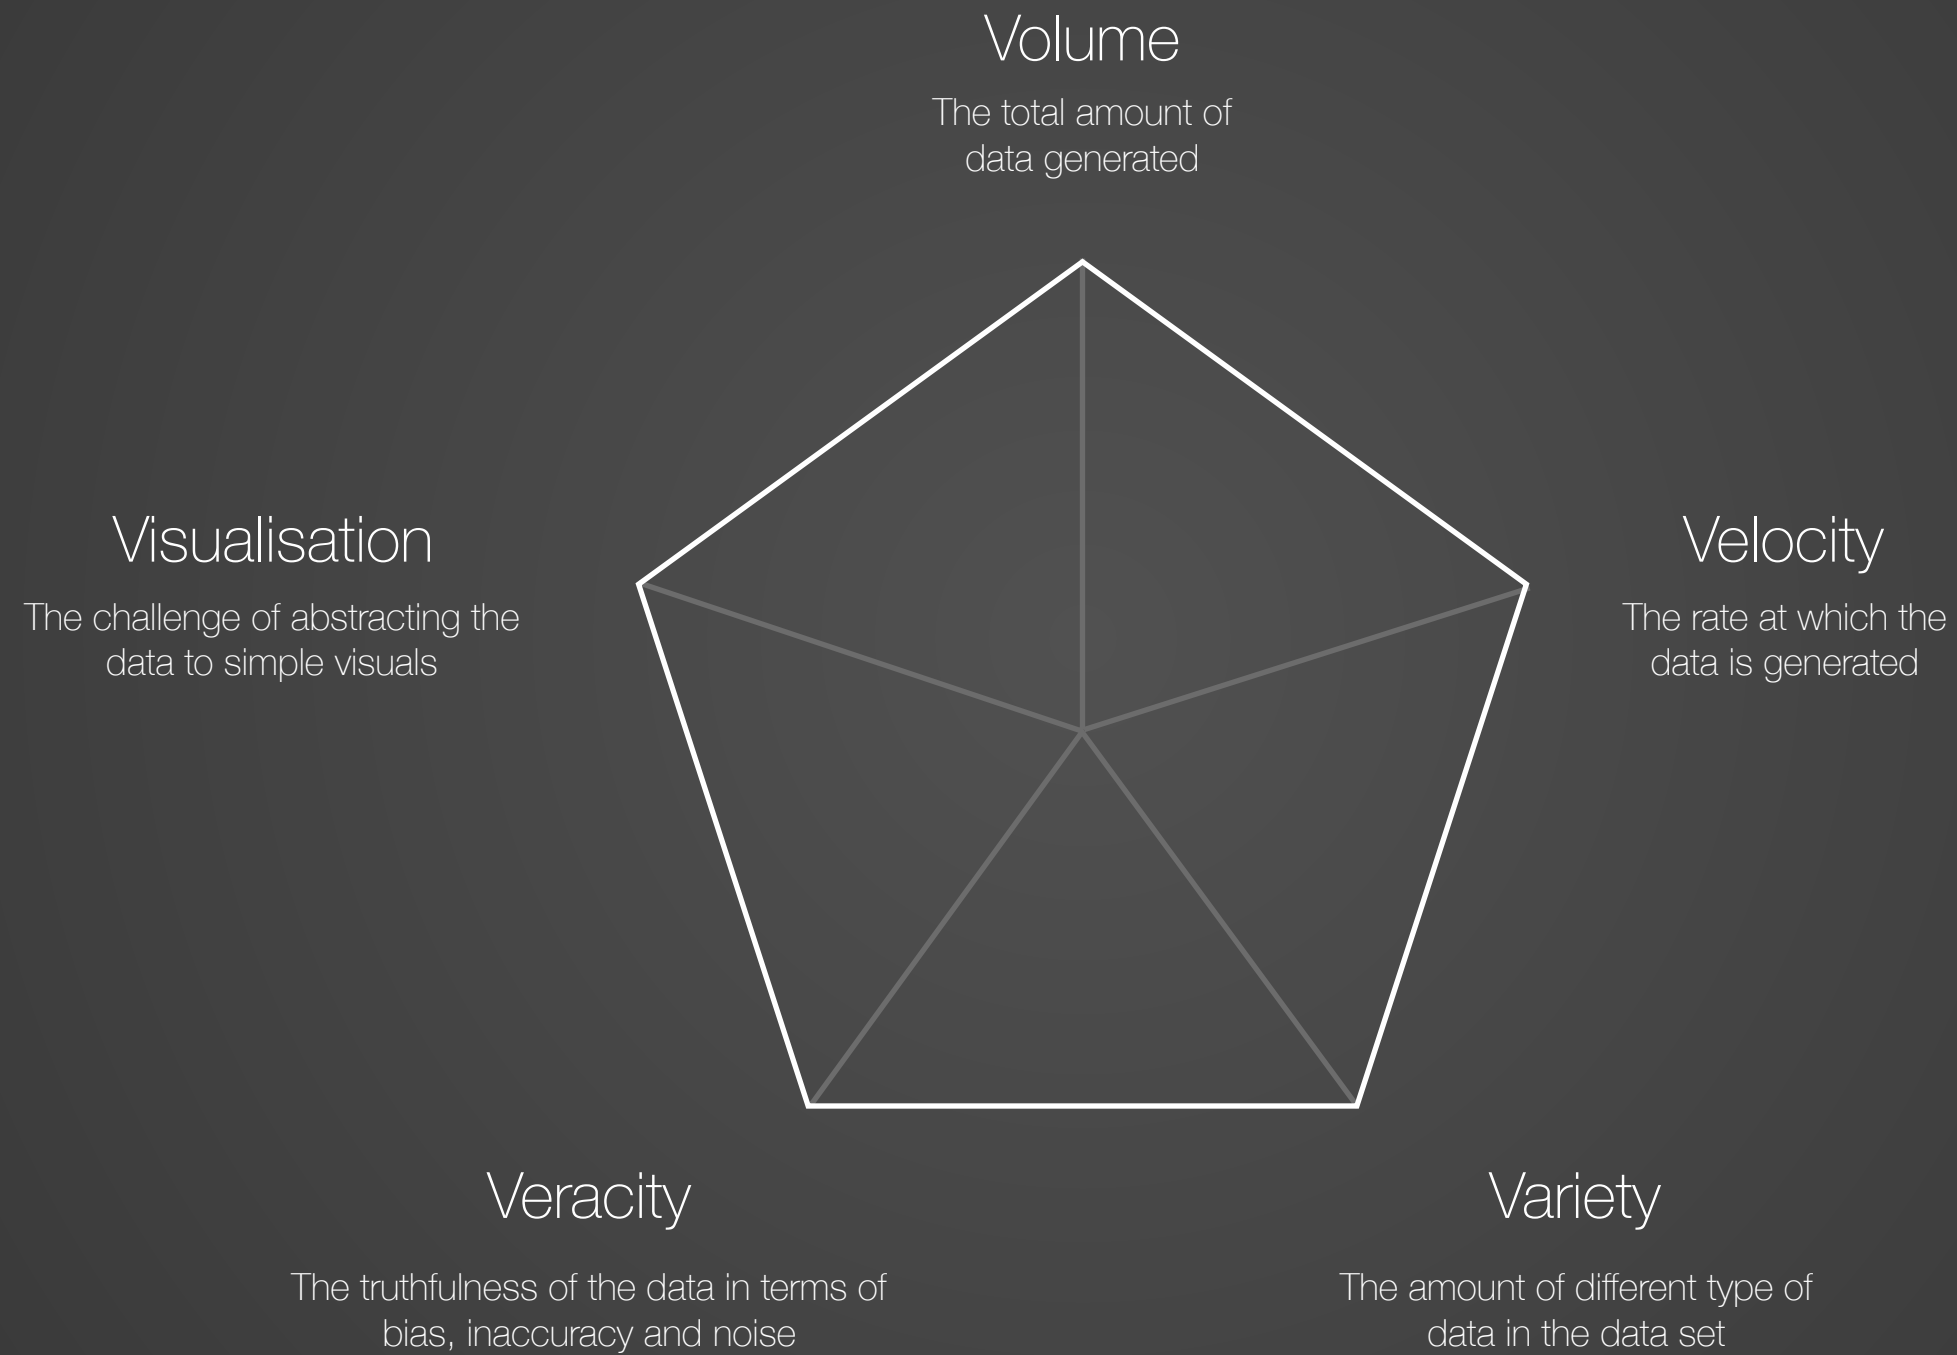 Volume
The total amount of
data generated
Visualisation
The challenge of abstracting the
data to simple visuals
Velocity
The rate at which the
data is generated
Veracity
The truthfulness of the data in terms of
bias, inaccuracy and noise
Variety
The amount of different type of
data in the data set